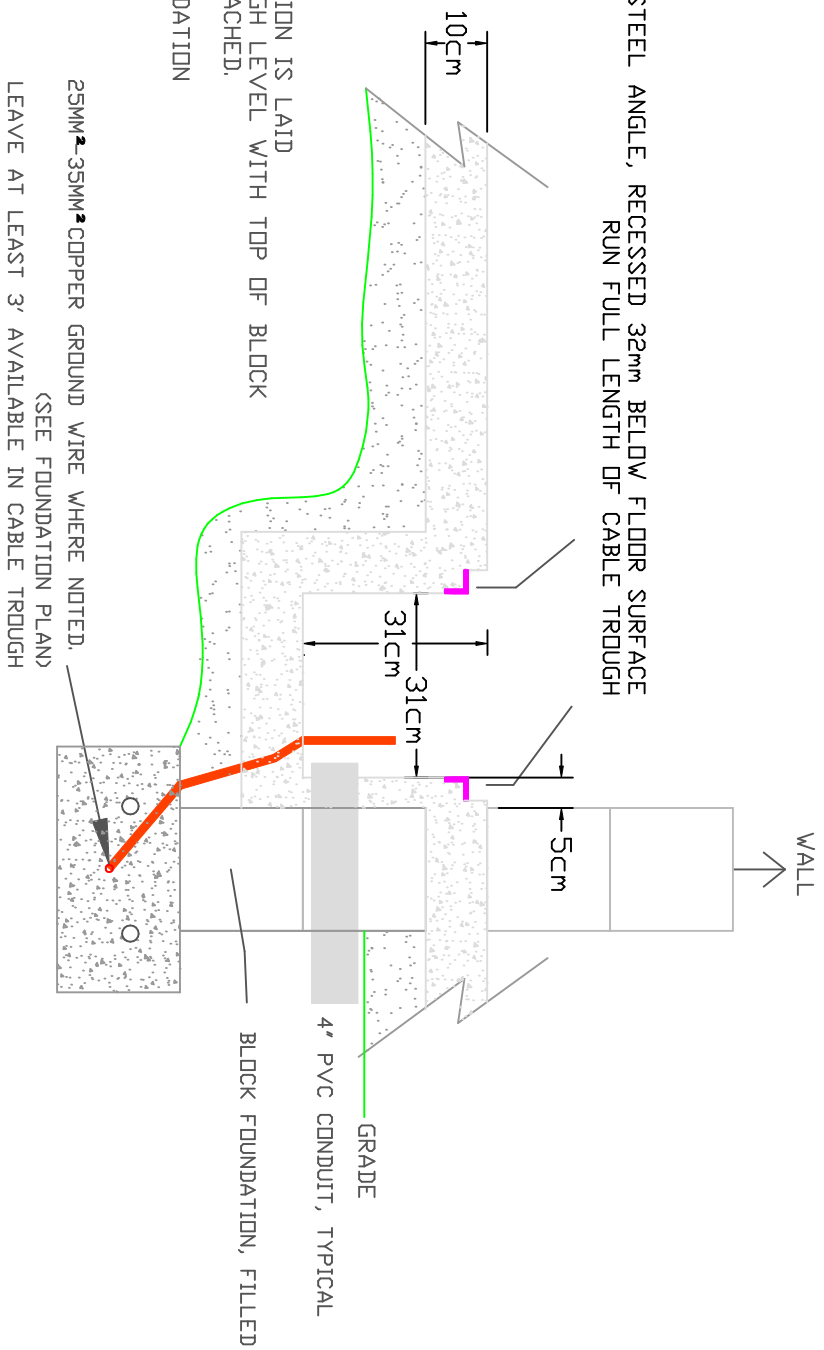 WALL
STEEL ANGLE, RECESSED 32mm BELOW FLOOR SURFACE
RUN FULL LENGTH OF CABLE TROUGH
5cm
10cm
31cm
31cm
GRADE
4" PVC CONDUIT, TYPICAL
ION IS LAID
GH LEVEL WITH TOP OF BLOCK
ACHED.
DATION
BLOCK FOUNDATION, FILLED
25MM²-35MM² COPPER GROUND WIRE WHERE NOTED.
(SEE FOUNDATION PLAN)
LEAVE AT LEAST 3' AVAILABLE IN CABLE TROUGH